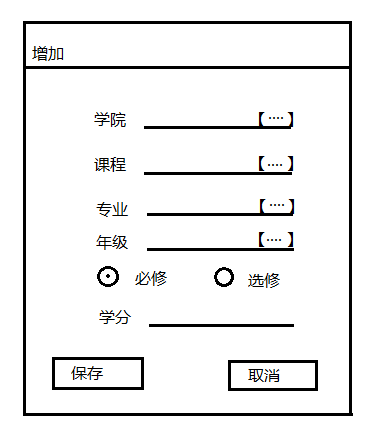 增加
学院 【····】
课程 【····】
专业 【····】
年级 【····】
必修 选修
学分
保存 取消